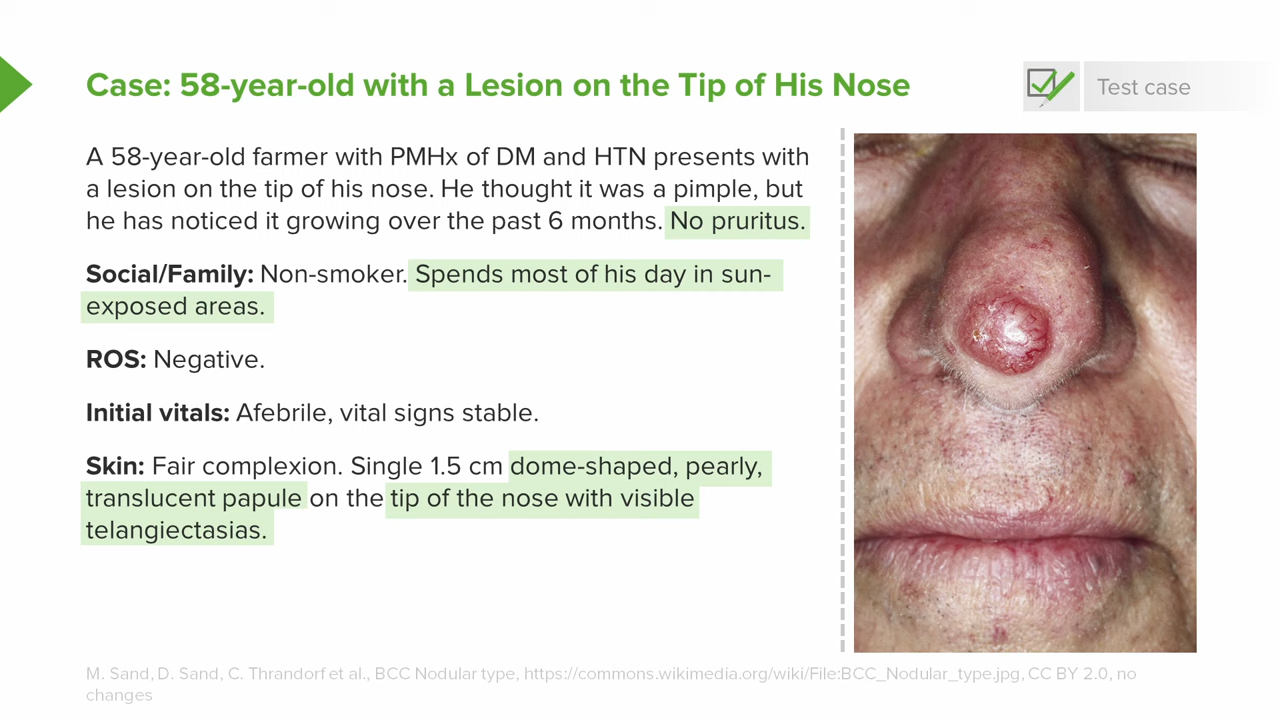 Case: 58-year-old with a Lesion on the Tip of His Nose
Test case
A 58-year-old farmer with PMHx of DM and HTN presents with
a lesion on the tip of his nose. He thought it was a pimple, but
he has noticed it growing over the past 6 months. No pruritus.
Social/Family: Non-smoker. Spends most of his day in sun-
exposed areas.
ROS: Negative.
Initial vitals: Afebrile, vital signs stable.
Skin: Fair complexion. Single 1.5 cm dome-shaped, pearly,
translucent papule on the tip of the nose with visible
telangiectasias.
M. Sand, D. Sand, C. Thrandorf et al., BCC Nodular type, https://commons.wikimedia.org/wiki/File:BCC_Nodular_type.jpg, CC BY 2.0, no
changes